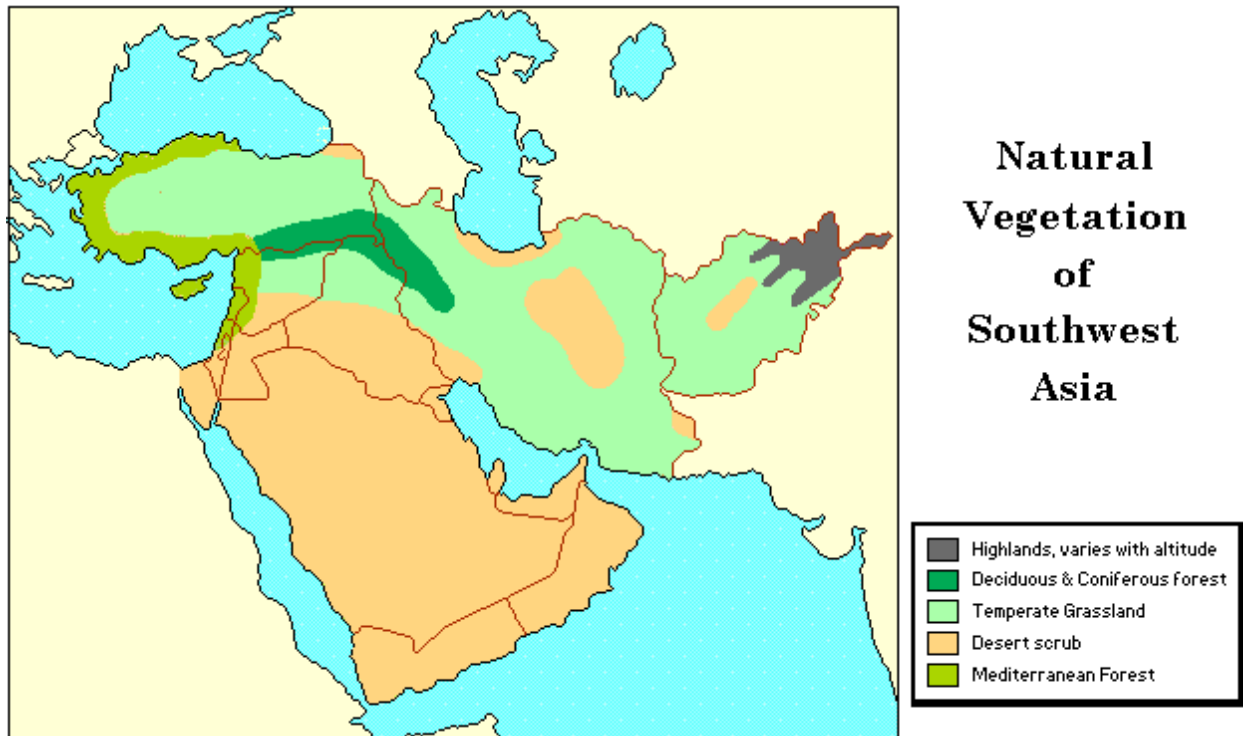 Natural
Vegetation
of
Southwest
Asia
Highlands, varies with altitude
Deciduous & Coniferous forest
Temperate Grassland
Desert scrub
Mediterranean Forest